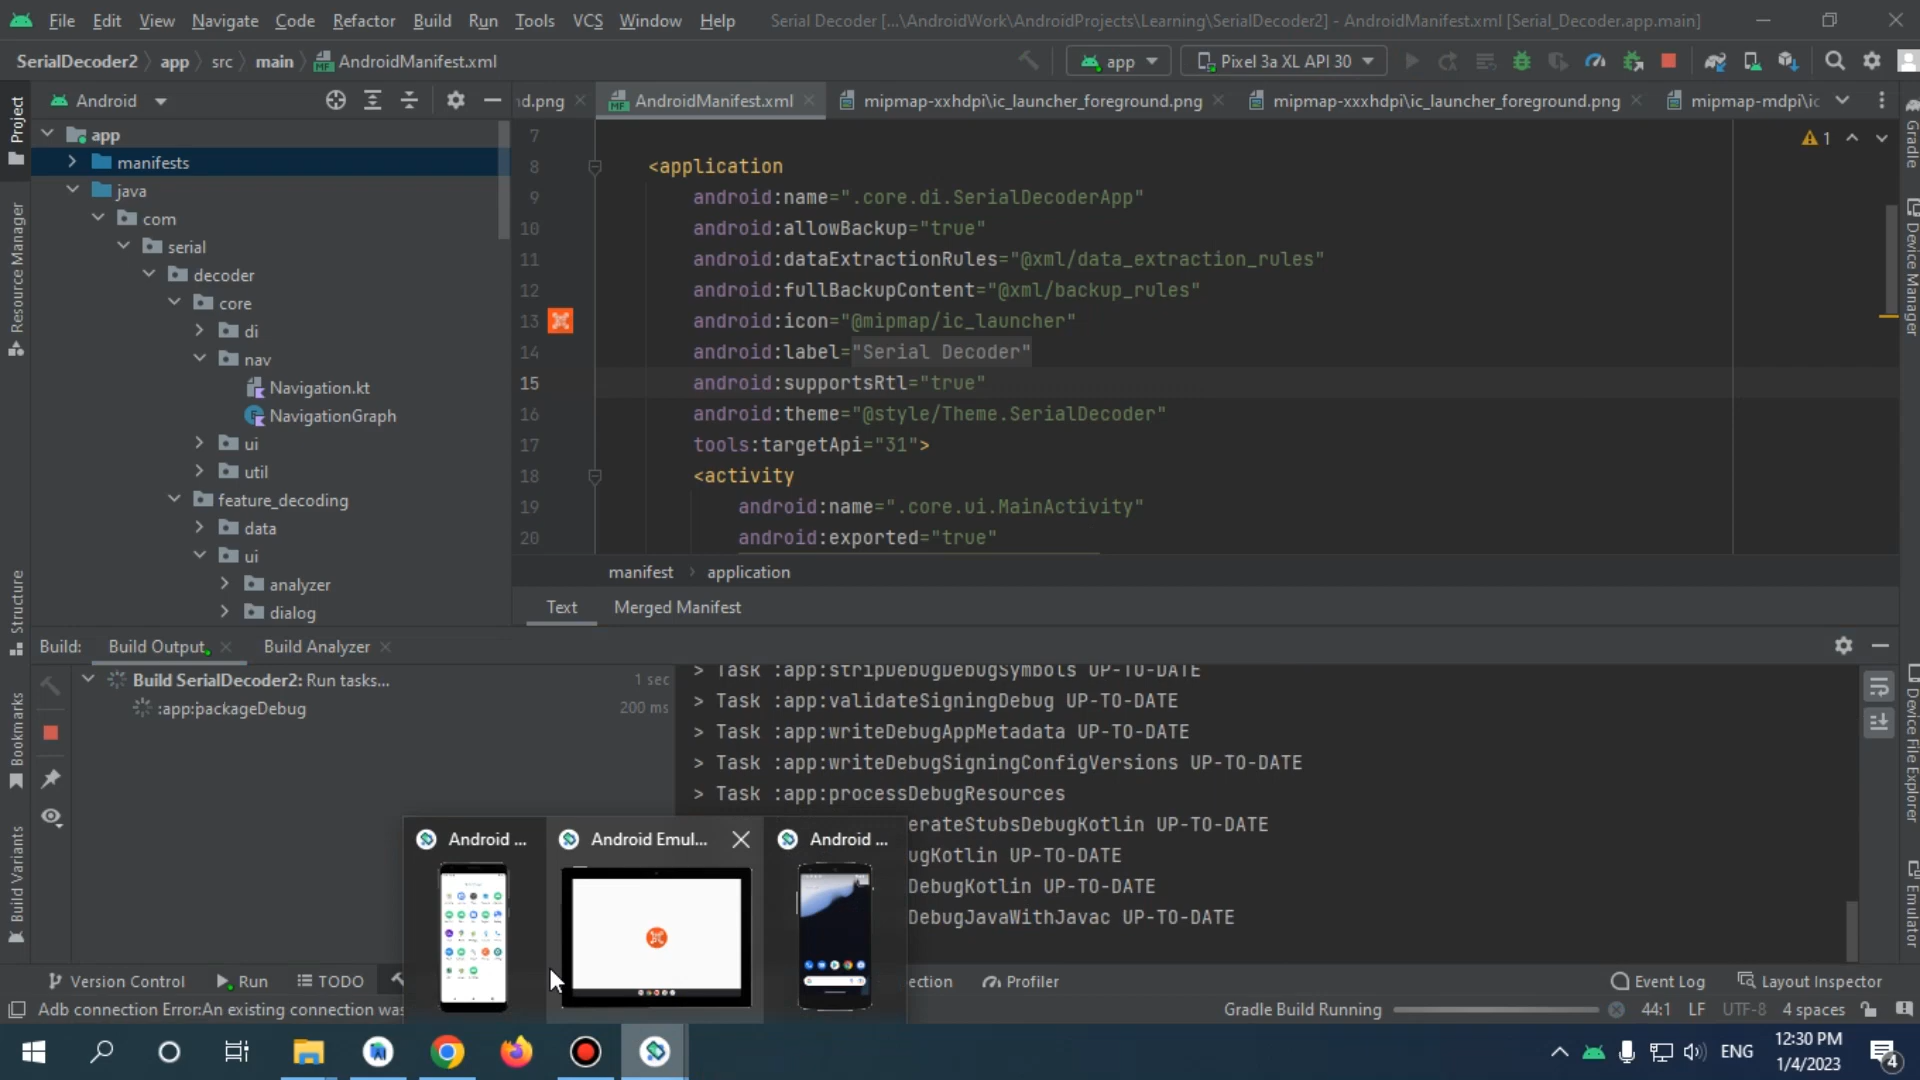 File Edit View Navigate Code Refactor Build Run Tools VCS Window Help Serial Decoder [...\AndroidWork\AndroidProjects\Learning\SerialDecoder2] - AndroidManifest.xml [Serial_Decoder.app.main]
SerialDecoder2 app src main AndroidManifest.xml app Pixel 3a XL API 30
Android
nd.png AndroidManifest.xml mipmap-xxhdpi\ic_launcher_foreground.png mipmap-xxxhdpi\ic_launcher_foreground.png mipmap-mdpi\ic
Project
Resource Manager
Structure
Bookmarks
Build Variants
app
manifests
java
com
serial
decoder
core
di
nav
Navigation.kt
NavigationGraph
ui
util
feature_decoding
data
ui
analyzer
dialog
1
7
8 <application
9 android:name=".core.di.SerialDecoderApp"
10 android:allowBackup="true"
11 android:dataExtractionRules="@xml/data_extraction_rules"
12 android:fullBackupContent="@xml/backup_rules"
13 android:icon="@mipmap/ic_launcher"
14 android:label="Serial Decoder"
15 android:supportsRtl="true"
16 android:theme="@style/Theme.SerialDecoder"
17 tools:targetApi="31">
18 <activity
19 android:name=".core.ui.MainActivity"
20 android:exported="true"
manifest application
Text Merged Manifest
Gradle
Device Manager
Device File Explorer
Emulator
Build: Build Output Build Analyzer
Build SerialDecoder2: Run tasks... 1 sec
:app:packageDebug 200 ms
> Task :app:stripDebugDebugSymbols UP-TO-DATE
> Task :app:validateSigningDebug UP-TO-DATE
> Task :app:writeDebugAppMetadata UP-TO-DATE
> Task :app:writeDebugSigningConfigVersions UP-TO-DATE
> Task :app:processDebugResources
erateStubsDebugKotlin UP-TO-DATE
ugKotlin UP-TO-DATE
DebugKotlin UP-TO-DATE
DebugJavaWithJavac UP-TO-DATE
Android ... Android Emul... Android ...
Version Control Run TODO ection Profiler Event Log Layout Inspector
Adb connection Error:An existing connection was Gradle Build Running 44:1 LF UTF-8 4 spaces
ENG
12:30 PM
1/4/2023
4